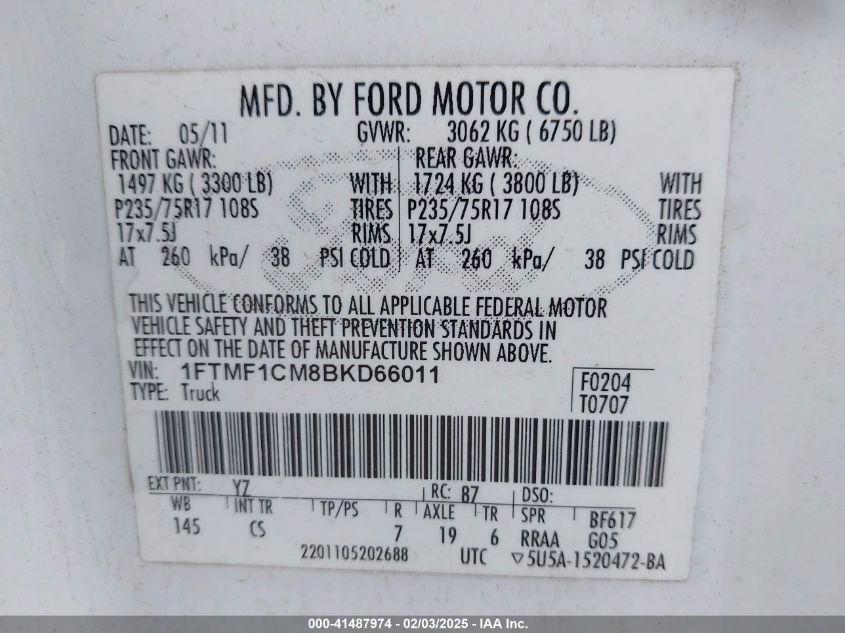 MFD. BY FORD MOTOR CO.
DATE: 05/11 GVWR: 3062 KG ( 6750 LB)
FRONT GAWR: REAR GAWR:
1497 KG ( 3300 LB) WITH 1724 KG ( 3800 LB) WITH
P235/75R17 108S TIRES P235/75R17 108S TIRES
17x7.5J RIMS 17x7.5J RIMS
AT 260 kPa/ 38 PSI COLD AT 260 kPa/ 38 PSI COLD
THIS VEHICLE CONFORMS TO ALL APPLICABLE FEDERAL MOTOR
VEHICLE SAFETY AND THEFT PREVENTION STANDARDS IN
EFFECT ON THE DATE OF MANUFACTURE SHOWN ABOVE.
VIN: 1FTMF1CM8BKD66011 F0204
TYPE: Truck T0707
EXT PNT: YZ RC: 87 DSO:
WB INT TR TP/PS R AXLE TR SPR BF617
145 CS 7 19 6 RRAA G05
2201105202688 UTC ▽5U5A-1520472-BA
000-41487974 - 02/03/2025 - IAA Inc.